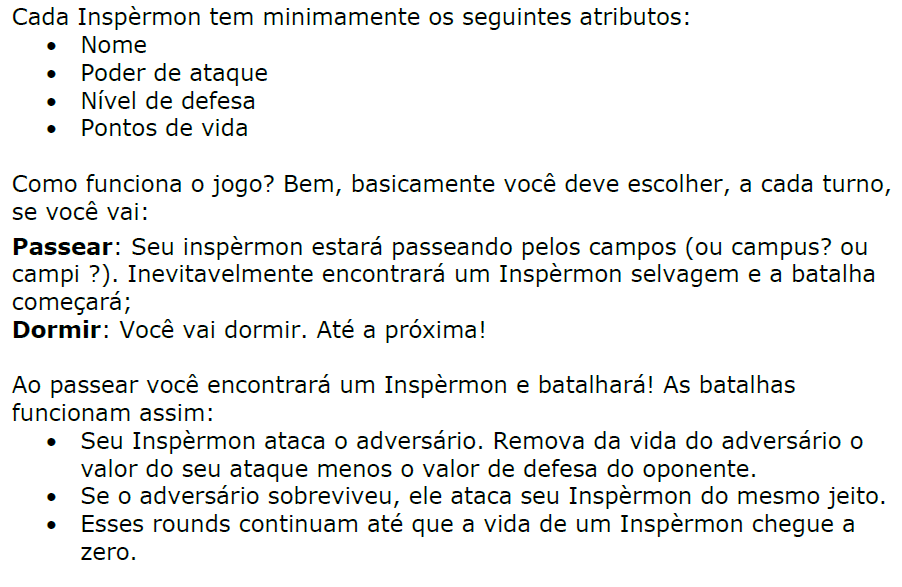 Cada Inspèrmon tem minimamente os seguintes atributos:
• Nome
• Poder de ataque
• Nível de defesa
• Pontos de vida
Como funciona o jogo? Bem, basicamente você deve escolher, a cada turno,
se você vai:
Passear: Seu inspèrmon estará passeando pelos campos (ou campus? ou
campi ?). Inevitavelmente encontrará um Inspèrmon selvagem e a batalha
começará;
Dormir: Você vai dormir. Até a próxima!
Ao passear você encontrará um Inspèrmon e batalhará! As batalhas
funcionam assim:
• Seu Inspèrmon ataca o adversário. Remova da vida do adversário o
valor do seu ataque menos o valor de defesa do oponente.
• Se o adversário sobreviveu, ele ataca seu Inspèrmon do mesmo jeito.
• Esses rounds continuam até que a vida de um Inspèrmon chegue a
zero.